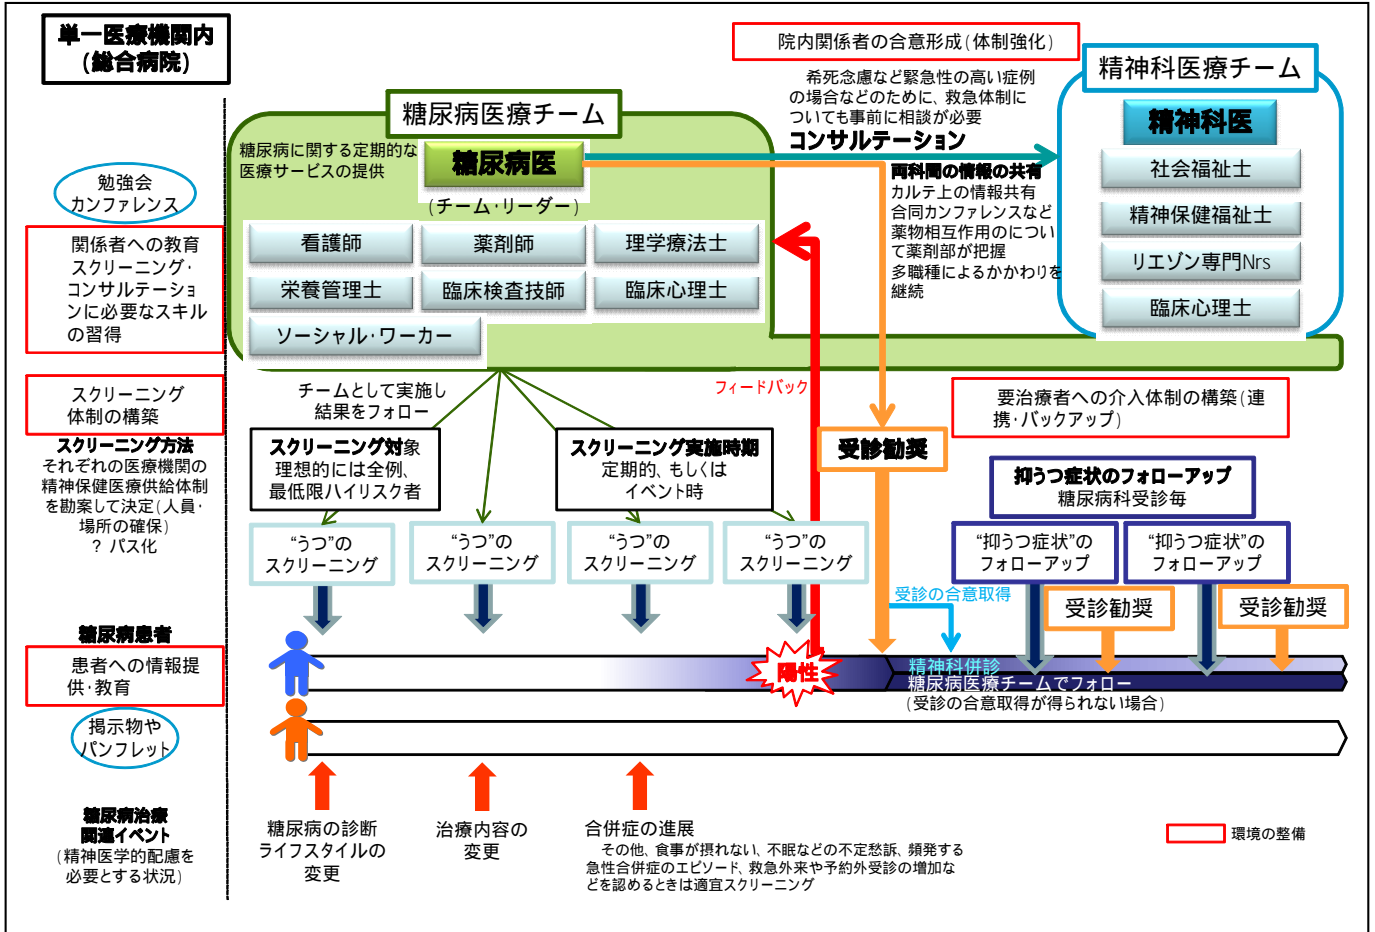 単一医療機関内
(総合病院)
院内関係者の合意形成(体制強化)
希死念慮など緊急性の高い症例
の場合などのために、救急体制に
ついても事前に相談が必要
コンサルテーション
精神科医療チーム
精神科医
社会福祉士
精神保健福祉士
リエゾン専門Nrs
臨床心理士
糖尿病医療チーム
糖尿病に関する定期的な
医療サービスの提供
糖尿病医
(チーム・リーダー)
看護師
薬剤師
理学療法士
栄養管理士
臨床検査技師
臨床心理士
ソーシャル・ワーカー
両科間の情報の共有
カルテ上の情報共有
合同カンファレンスなど
薬物相互作用のについ
て薬剤部が把握
多職種によるかかわりを
継続
勉強会
カンファレンス
関係者への教育
スクリーニング・
コンサルテーショ
ンに必要なスキル
の習得
スクリーニング
体制の構築
スクリーニング方法
それぞれの医療機関の
精神保健医療供給体制
を勘案して決定(人員・
場所の確保)
? パス化
チームとして実施し
結果をフォロー
フィードバック
要治療者への介入体制の構築(連
携・バックアップ)
スクリーニング対象
理想的には全例、
最低限ハイリスク者
スクリーニング実施時期
定期的、もしくは
イベント時
受診勧奨
抑うつ症状のフォローアップ
糖尿病科受診毎
“うつ”の
スクリーニング
“うつ”の
スクリーニング
“うつ”の
スクリーニング
“うつ”の
スクリーニング
“抑うつ症状”の
フォローアップ
“抑うつ症状”の
フォローアップ
受診の合意取得
受診勧奨
受診勧奨
糖尿病患者
患者への情報提
供・教育
陽性
精神科併診
糖尿病医療チームでフォロー
(受診の合意取得が得られない場合)
掲示物や
パンフレット
糖尿病治療
関連イベント
(精神医学的配慮を
必要とする状況)
糖尿病の診断
ライフスタイルの
変更
治療内容の
変更
合併症の進展
その他、食事が摂れない、不眠などの不定愁訴、頻発する
急性合併症のエピソード、救急外来や予約外受診の増加な
どを認めるときは適宜スクリーニング
環境の整備